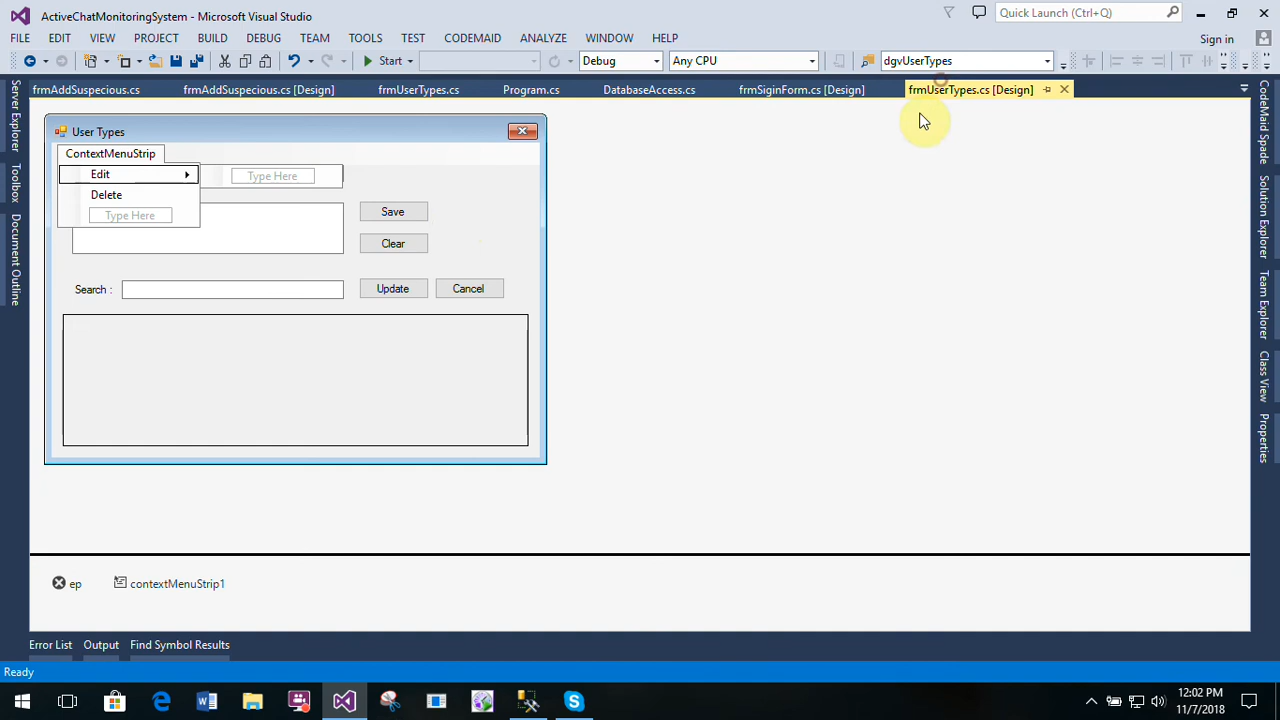 ActiveChatMonitoringSystem - Microsoft Visual Studio
Quick Launch (Ctrl+Q)
FILE EDIT VIEW PROJECT BUILD DEBUG TEAM TOOLS TEST CODEMAID ANALYZE WINDOW HELP
Sign in
Start Debug Any CPU dgvUserTypes
frmAddSuspicious.cs frmAddSuspicious.cs [Design] frmUserTypes.cs Program.cs DatabaseAccess.cs frmSiginForm.cs [Design] frmUserTypes.cs [Design]
Server Explorer
Toolbox
Document Outline
User Types
ContextMenuStrip
Edit
Type Here
Delete
Type Here
Save
Clear
Search :
Update
Cancel
ep
contextMenuStrip1
CodeMaid Spade
Solution Explorer
Team Explorer
Class View
Properties
Error List Output Find Symbol Results
Ready
12:02 PM
11/7/2018